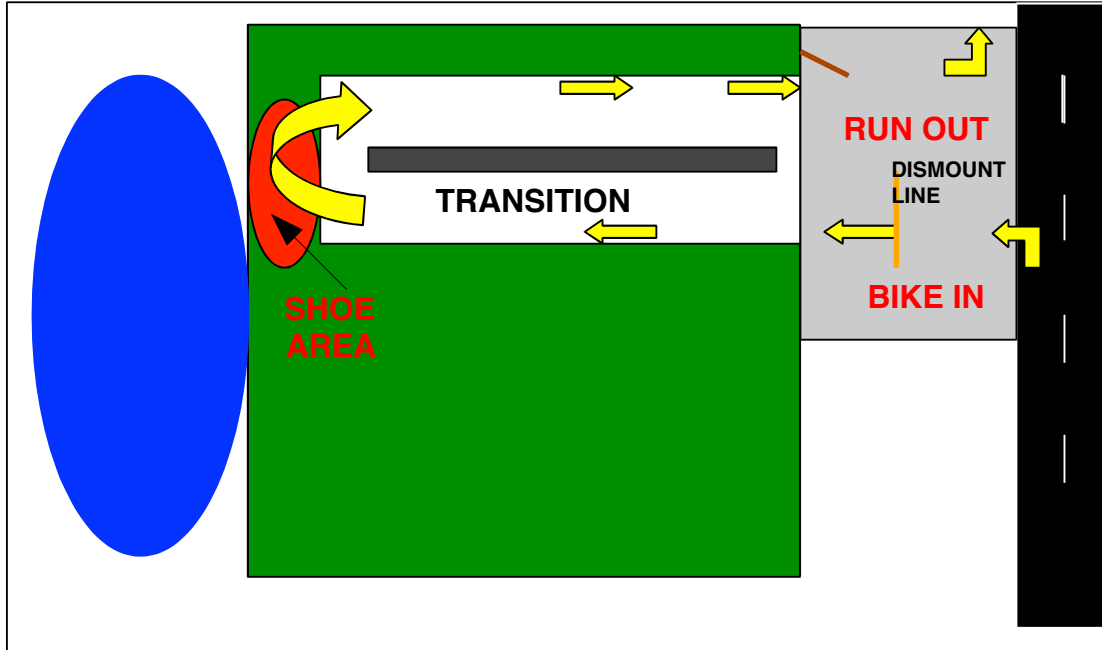 RUN OUT
DISMOUNT
LINE
TRANSITION
BIKE IN
SHOE
AREA